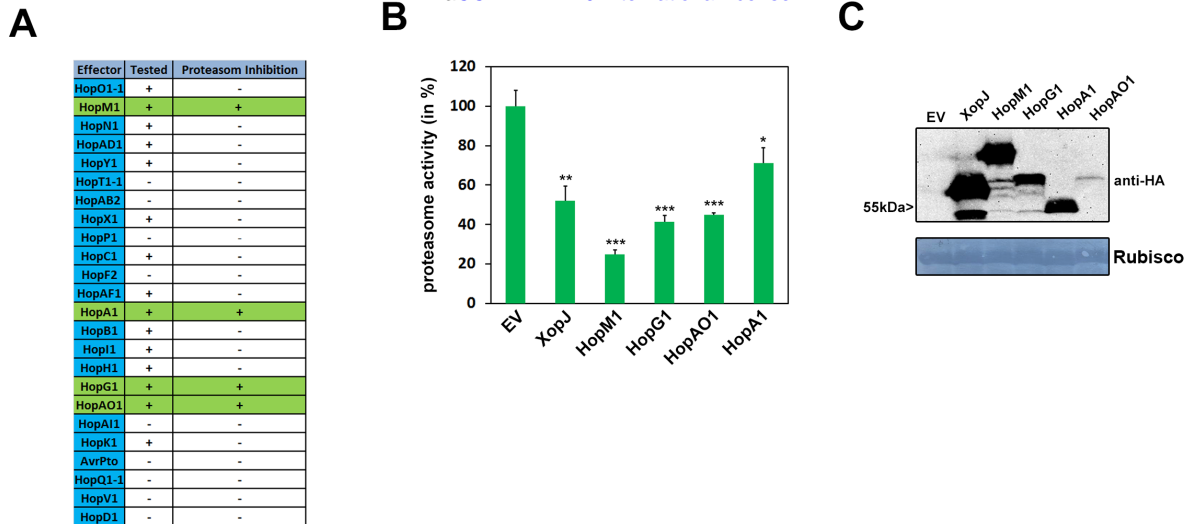 A
Effector Tested Proteasom Inhibition
HopO1-1 + -
HopM1 + +
HopN1 + -
HopAD1 + -
HopY1 + -
HopT1-1 - -
HopAB2 - -
HopX1 + -
HopP1 - -
HopC1 + -
HopF2 - -
HopAF1 + -
HopA1 + +
HopB1 + -
HopI1 + -
HopH1 + -
HopG1 + +
HopAO1 + +
HopAI1 - -
HopK1 + -
AvrPto - -
HopQ1-1 - -
HopV1 - -
HopD1 - -
B
proteasome activity (in %)
120
100
80
60
40
20
0
** *** *** *** *
EV XopJ HopM1 HopG1 HopAO1 HopA1
C
EV XopJ HopM1 HopG1 HopA1 HopAO1
anti-HA
55kDa>
Rubisco